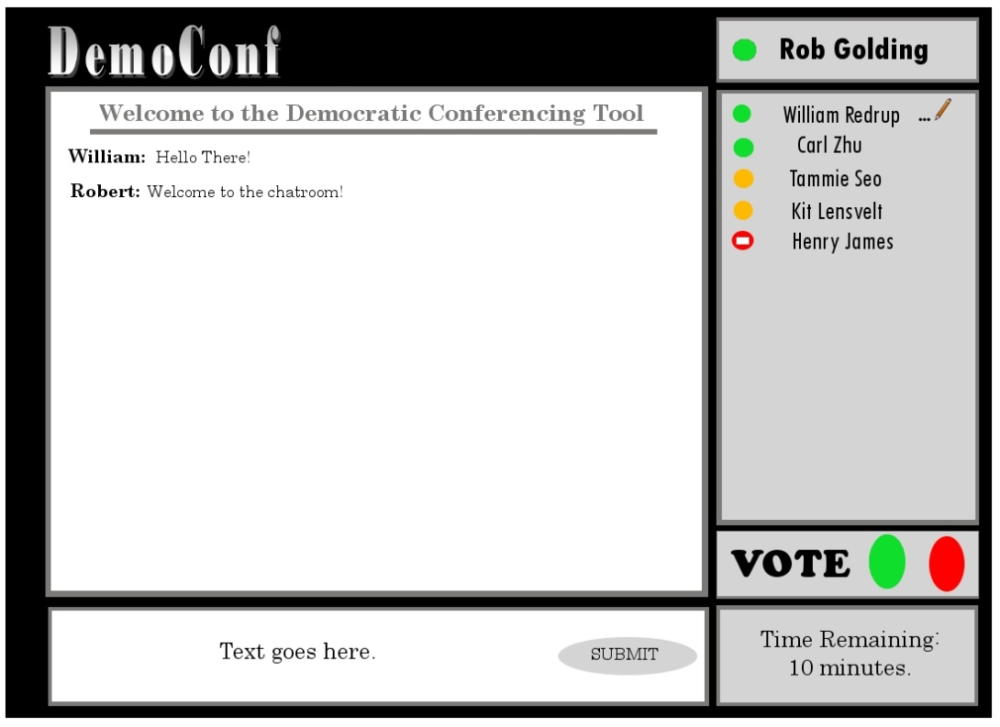 DemoConf
Rob Golding
Welcome to the Democratic Conferencing Tool
William: Hello There!
Robert: Welcome to the chatroom!
William Redrup ...
Carl Zhu
Tammie Seo
Kit Lensvelt
Henry James
VOTE
Text goes here.
SUBMIT
Time Remaining:
10 minutes.